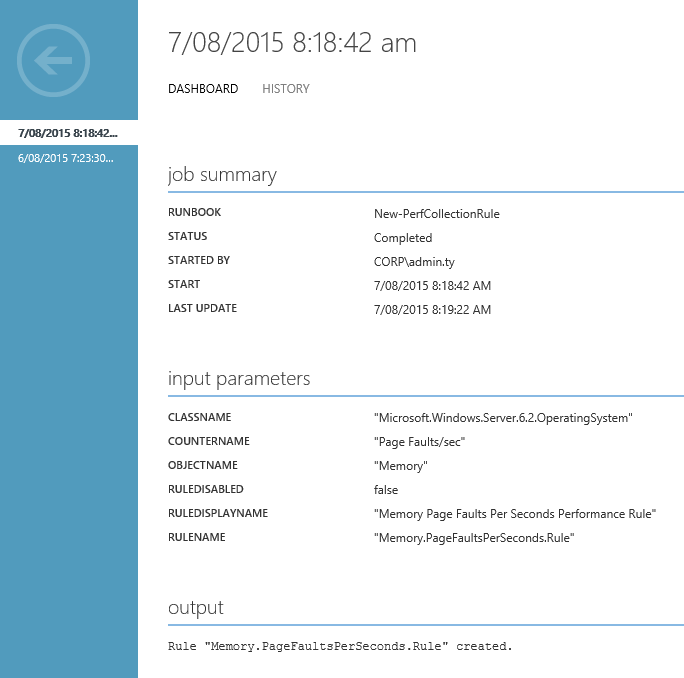 7/08/2015 8:18:42 am
DASHBOARD HISTORY
7/08/2015 8:18:42...
6/08/2015 7:23:30...
job summary
RUNBOOK New-PerfCollectionRule
STATUS Completed
STARTED BY CORP\admin.ty
START 7/08/2015 8:18:42 AM
LAST UPDATE 7/08/2015 8:19:22 AM
input parameters
CLASSNAME "Microsoft.Windows.Server.6.2.OperatingSystem"
COUNTERNAME "Page Faults/sec"
OBJECTNAME "Memory"
RULEDISABLED false
RULEDISPLAYNAME "Memory Page Faults Per Seconds Performance Rule"
RULENAME "Memory.PageFaultsPerSeconds.Rule"
output
Rule "Memory.PageFaultsPerSeconds.Rule" created.